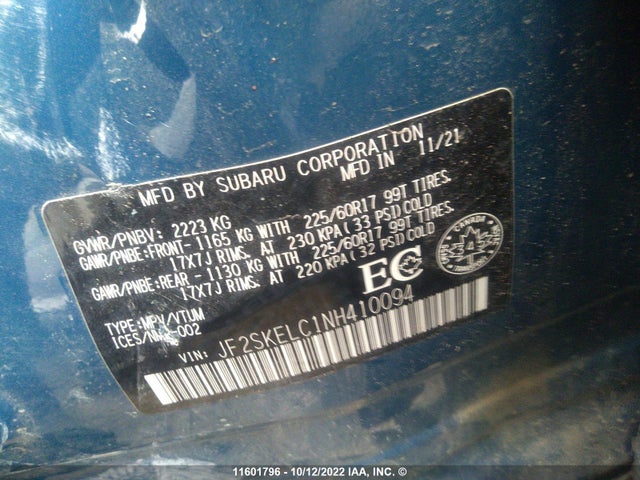 MFD BY SUBARU CORPORATION
MFD IN 11/21
GVWR/PNBV: 2223 KG
GAWR/PNBE:FRONT-1165 KG WITH 225/60R17 99T TIRES.
17X7J RIMS. AT 230 KPA(33 PSI)COLD
GAWR/PNBE:REAR -1130 KG WITH 225/60R17 99T TIRES.
17X7J RIMS. AT 220 KPA(32 PSI)COLD
TYPE:MPV/VTUM
ICES/NMB-002
EC
CANADA
VIN: JF2SKELC1NH410094
11601796 - 10/12/2022 IAA, INC. ©